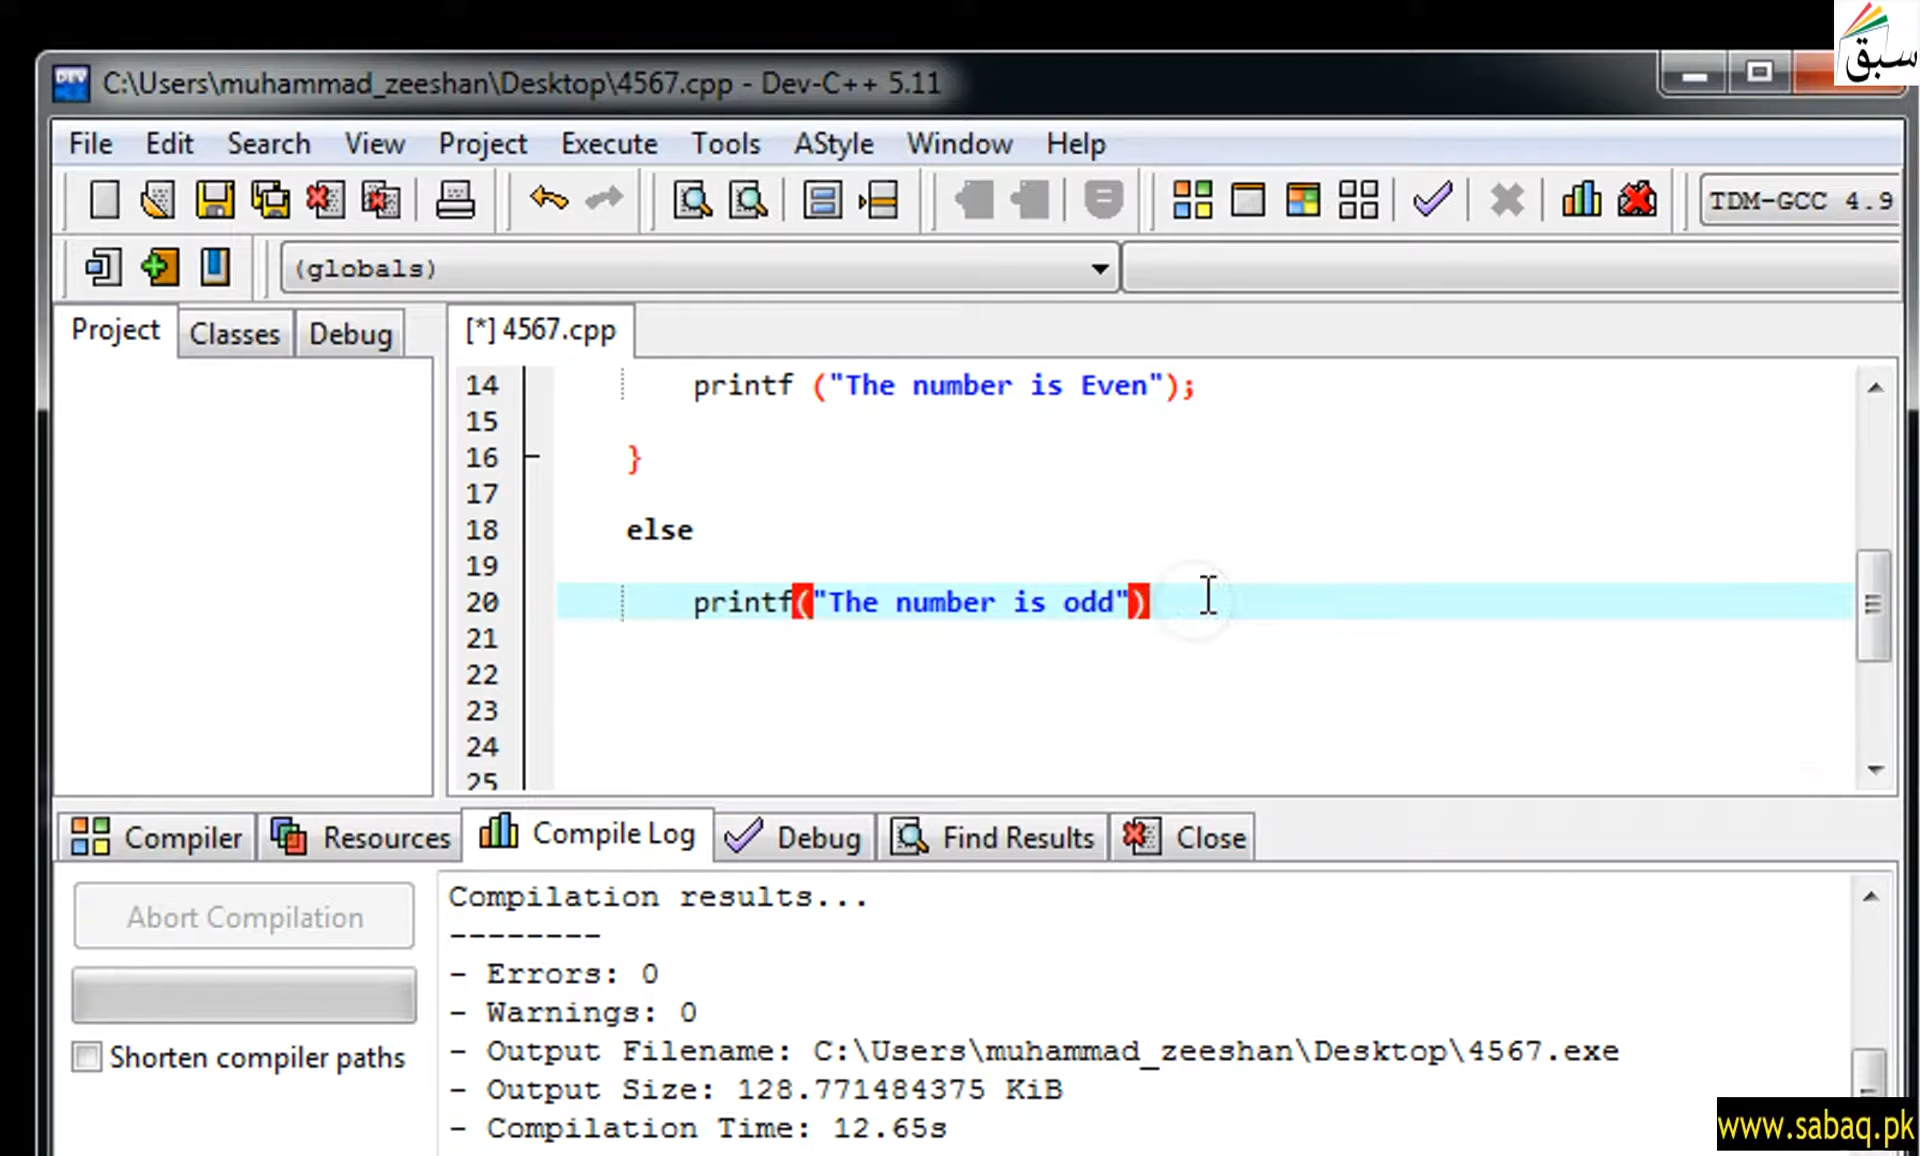 سبق
C:\Users\muhammad_zeeshan\Desktop\4567.cpp - Dev-C++ 5.11
File Edit Search View Project Execute Tools AStyle Window Help
TDM-GCC 4.9
(globals)
Project Classes Debug
[*] 4567.cpp
14 printf ("The number is Even");
15
16 }
17
18 else
19
20 printf("The number is odd")
21
22
23
24
25
Compiler Resources Compile Log Debug Find Results Close
Abort Compilation
Shorten compiler paths
Compilation results...
--------
- Errors: 0
- Warnings: 0
- Output Filename: C:\Users\muhammad_zeeshan\Desktop\4567.exe
- Output Size: 128.771484375 KiB
- Compilation Time: 12.65s
www.sabaq.pk